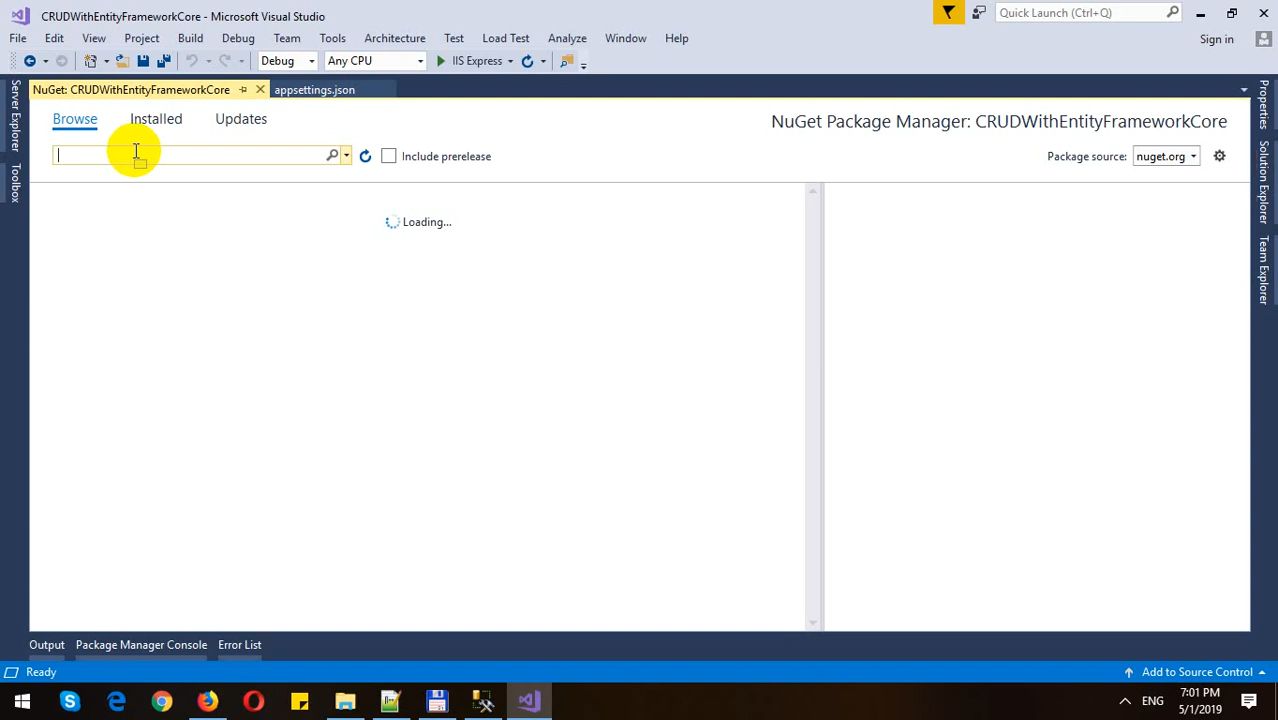 CRUDWithEntityFrameworkCore - Microsoft Visual Studio
Quick Launch (Ctrl+Q)
File Edit View Project Build Debug Team Tools Architecture Test Load Test Analyze Window Help
Sign in
Debug Any CPU IIS Express
NuGet: CRUDWithEntityFrameworkCore appsettings.json
Server Explorer
Toolbox
Properties
Solution Explorer
Team Explorer
Browse Installed Updates
NuGet Package Manager: CRUDWithEntityFrameworkCore
Include prerelease
Package source: nuget.org
Loading...
Output Package Manager Console Error List
Ready
Add to Source Control
ENG
7:01 PM
5/1/2019